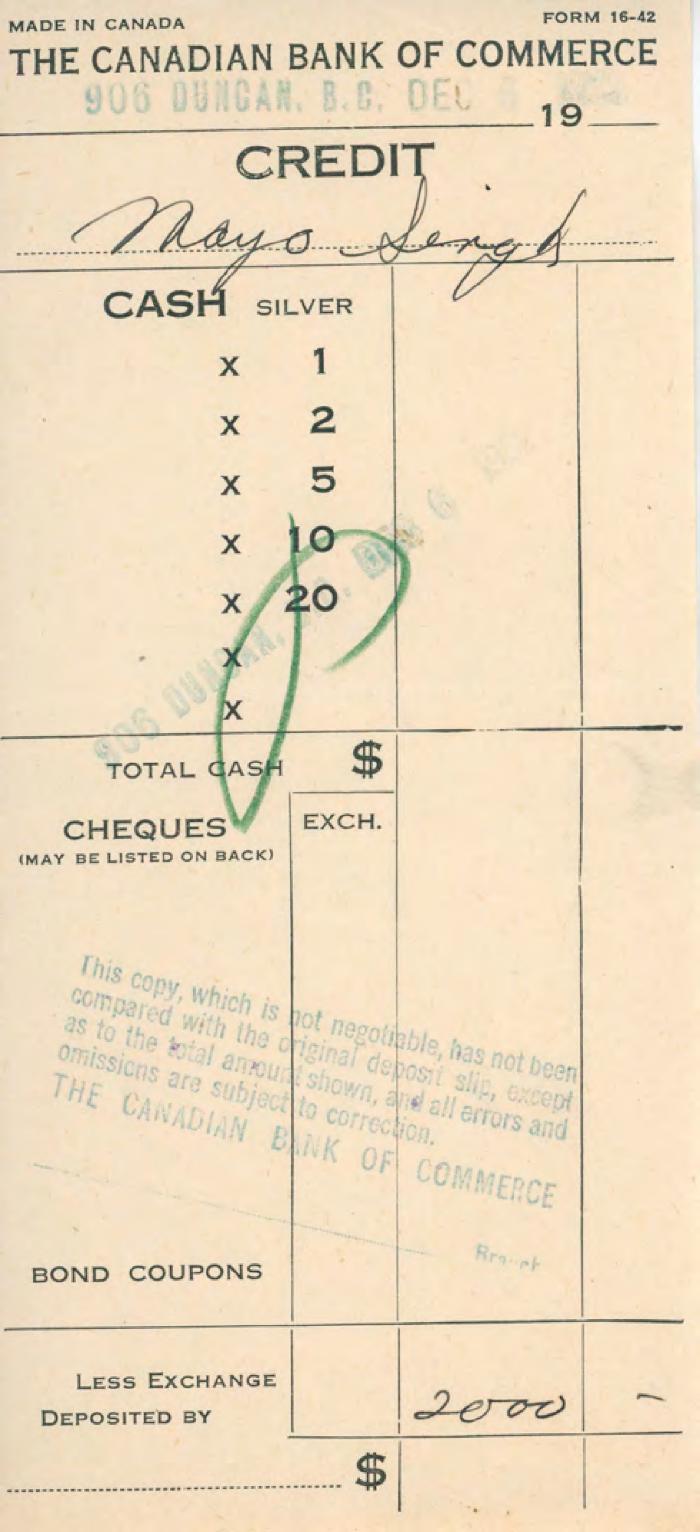 MADE IN CANADA FORM 16-42
THE CANADIAN BANK OF COMMERCE
906 DUNCAN, B.C. DEC
19
CREDIT
Mayo Singh
CASH SILVER
X 1
X 2
X 5
X 10
X 20
X
X
906 DUNCAN, 6
TOTAL CASH $
CHEQUES EXCH.
(MAY BE LISTED ON BACK)
This copy, which is not negotiable, has not been
compared with the original deposit slip, except
as to the total amount shown, and all errors and
omissions are subject to correction.
THE CANADIAN BANK OF COMMERCE
Branch
BOND COUPONS
LESS EXCHANGE
DEPOSITED BY 2000 -
$